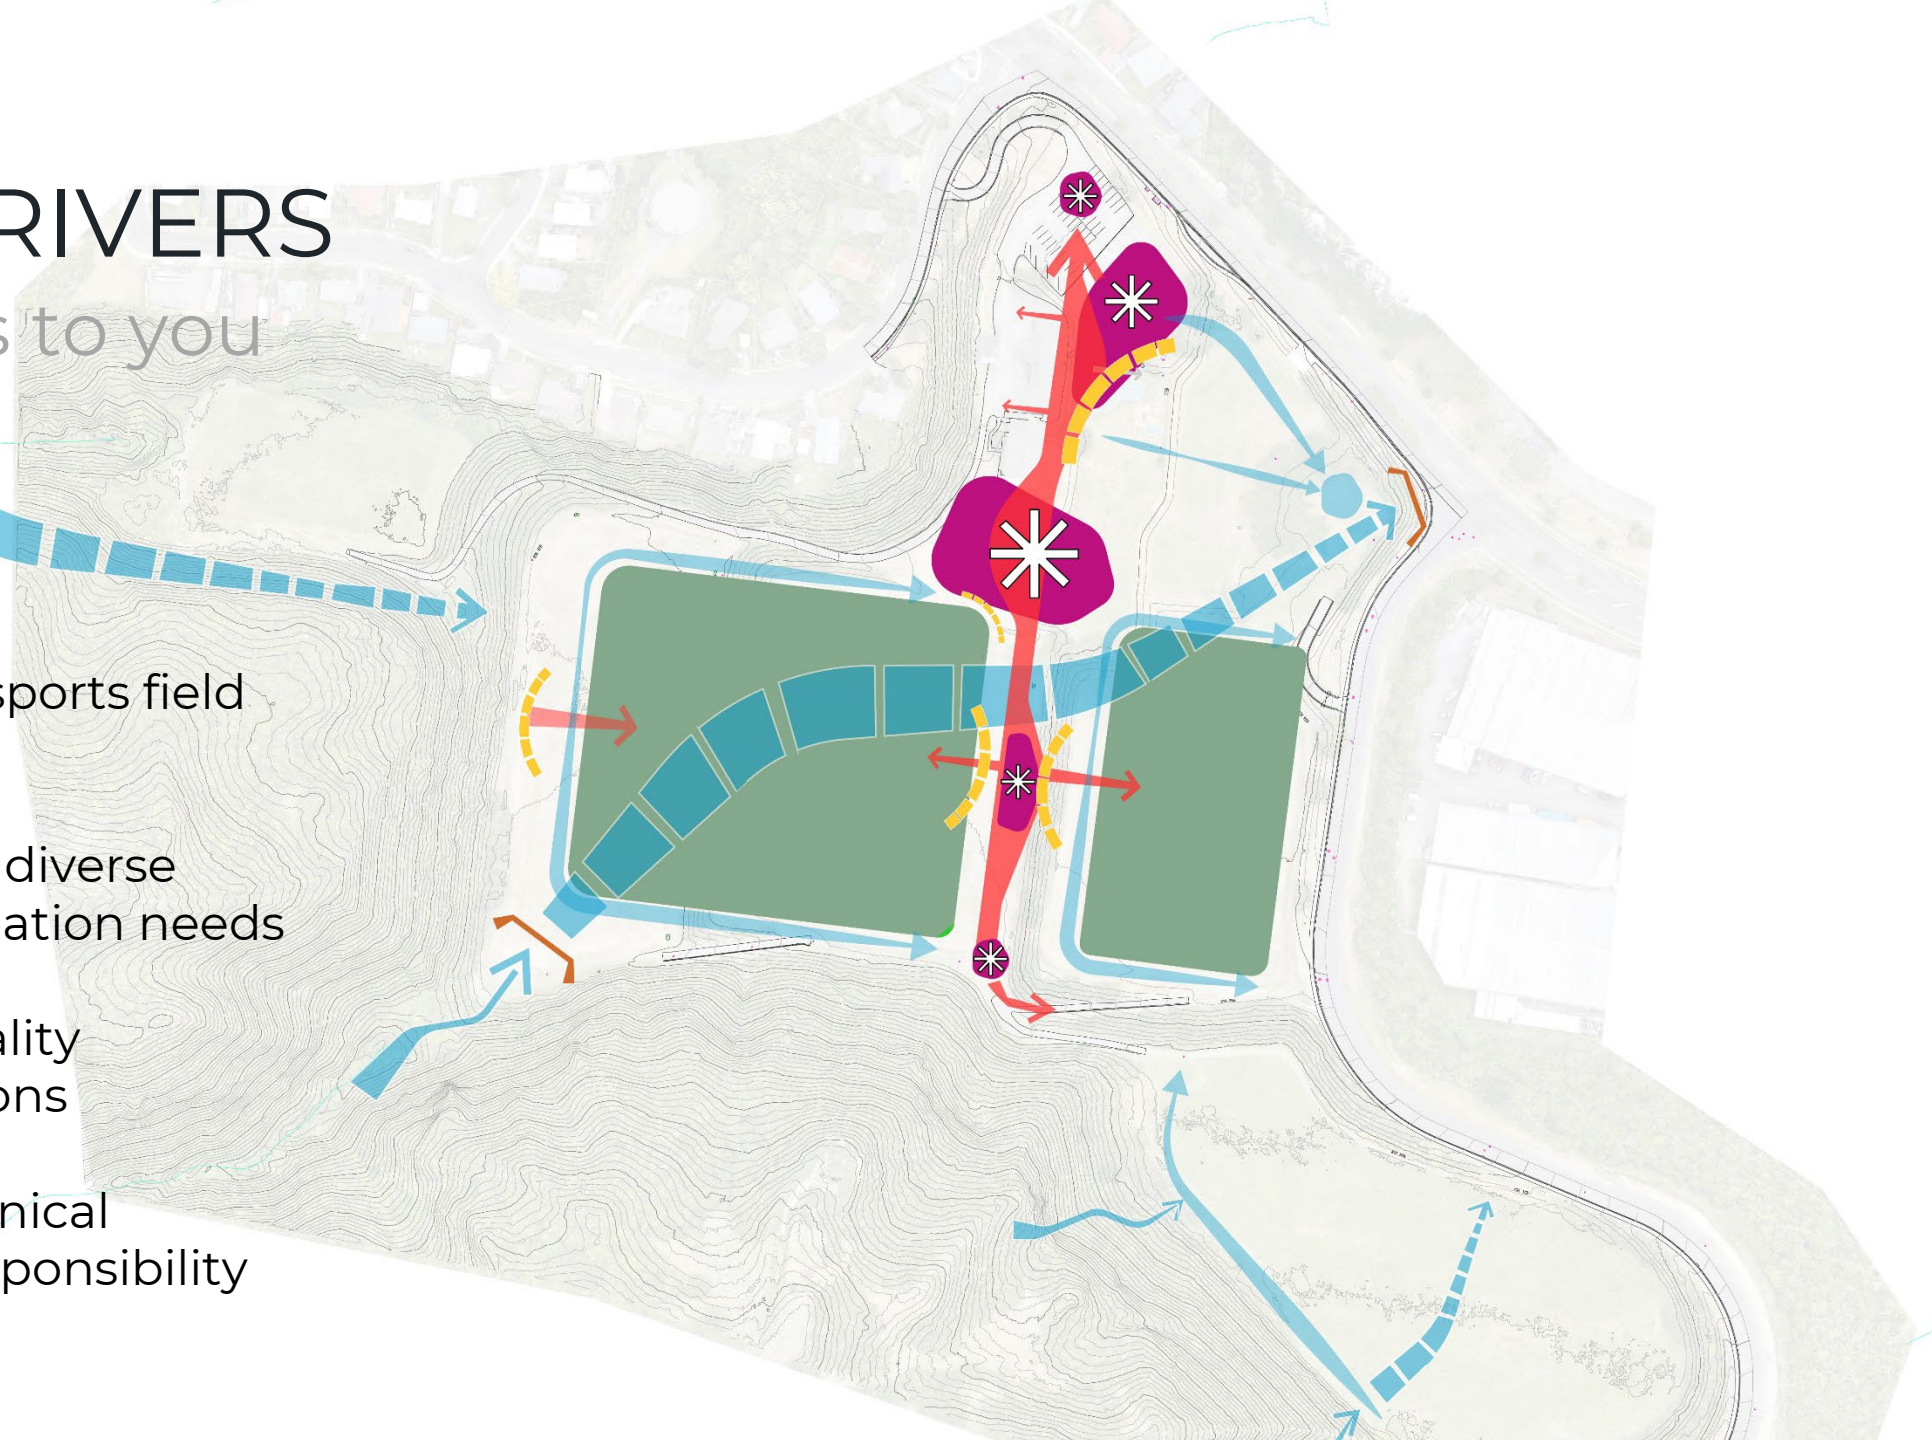 RIVERS
s to you
sports field
diverse
ation needs
ality
ons
nical
ponsibility